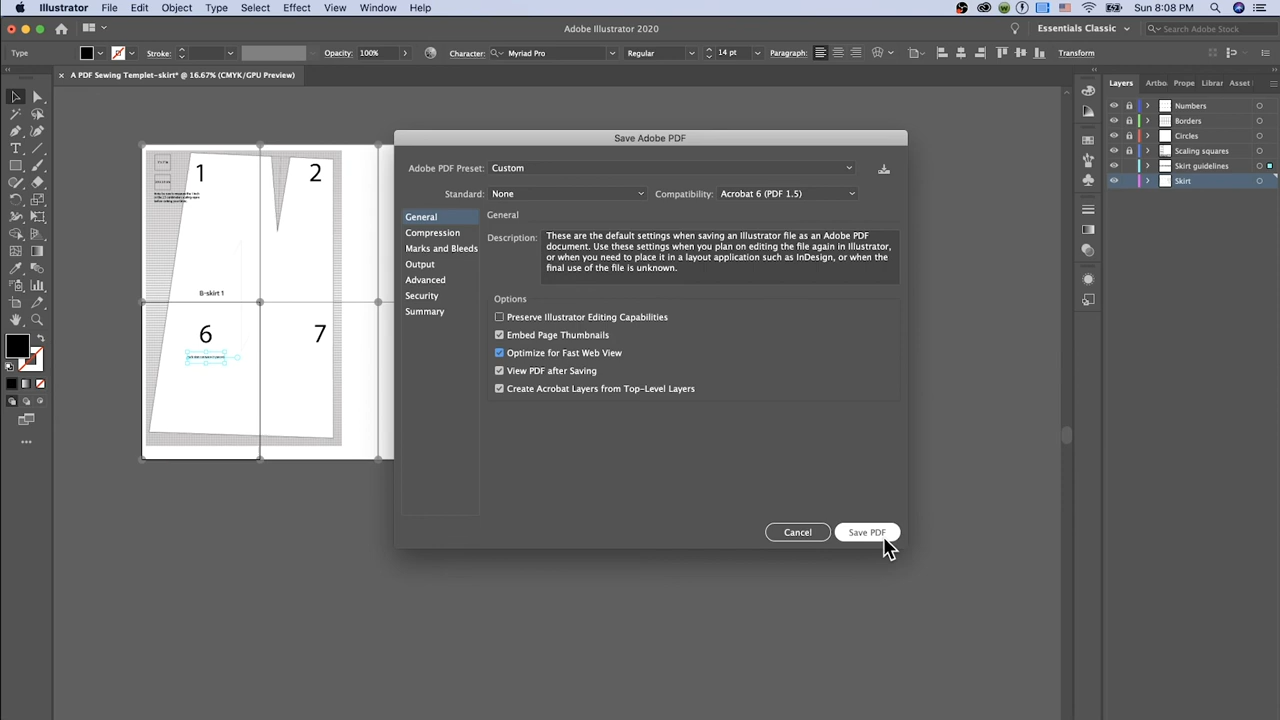 Illustrator File Edit Object Type Select Effect View Window Help Sun 8:08 PM
Adobe Illustrator 2020 Essentials Classic Search Adobe Stock
Type Stroke: Opacity: 100% Character: Myriad Pro Regular 14 pt Paragraph: Transform
A PDF Sewing Templet-skirt* @ 16.67% (CMYK/GPU Preview)
Layers Artbo Prope Librar Asset
Numbers
Borders
Circles
Scaling squares
Skirt guidelines
Skirt
1 2
B-skirt 1
6 7
Save Adobe PDF
Adobe PDF Preset: Custom
Standard: None Compatibility: Acrobat 6 (PDF 1.5)
General
Compression
Marks and Bleeds
Output
Advanced
Security
Summary
General
Description: These are the default settings when saving an Illustrator file as an Adobe PDF
document. Use these settings when you plan on editing the file again in Illustrator,
or when you need to place it in a layout application such as InDesign, or when the
final use of the file is unknown.
Options
Preserve Illustrator Editing Capabilities
Embed Page Thumbnails
Optimize for Fast Web View
View PDF after Saving
Create Acrobat Layers from Top-Level Layers
Cancel Save PDF